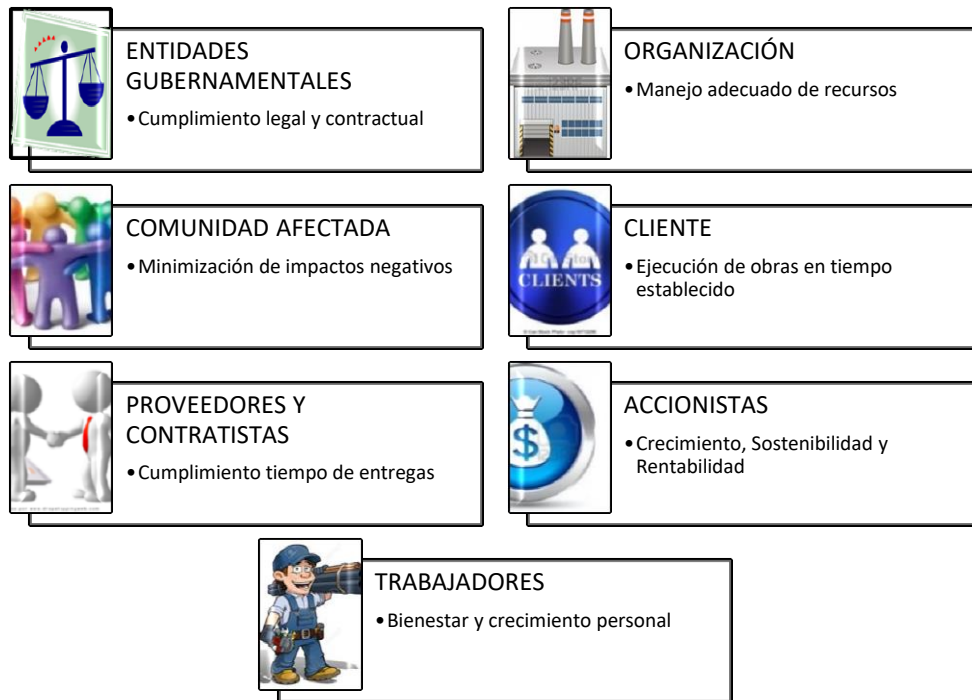 ENTIDADES
GUBERNAMENTALES
•Cumplimiento legal y contractual
ORGANIZACIÓN
•Manejo adecuado de recursos
COMUNIDAD AFECTADA
•Minimización de impactos negativos
CLIENTE
•Ejecución de obras en tiempo
establecido
CLIENTS
PROVEEDORES Y
CONTRATISTAS
•Cumplimiento tiempo de entregas
ACCIONISTAS
•Crecimiento, Sostenibilidad y
Rentabilidad
$
TRABAJADORES
•Bienestar y crecimiento personal